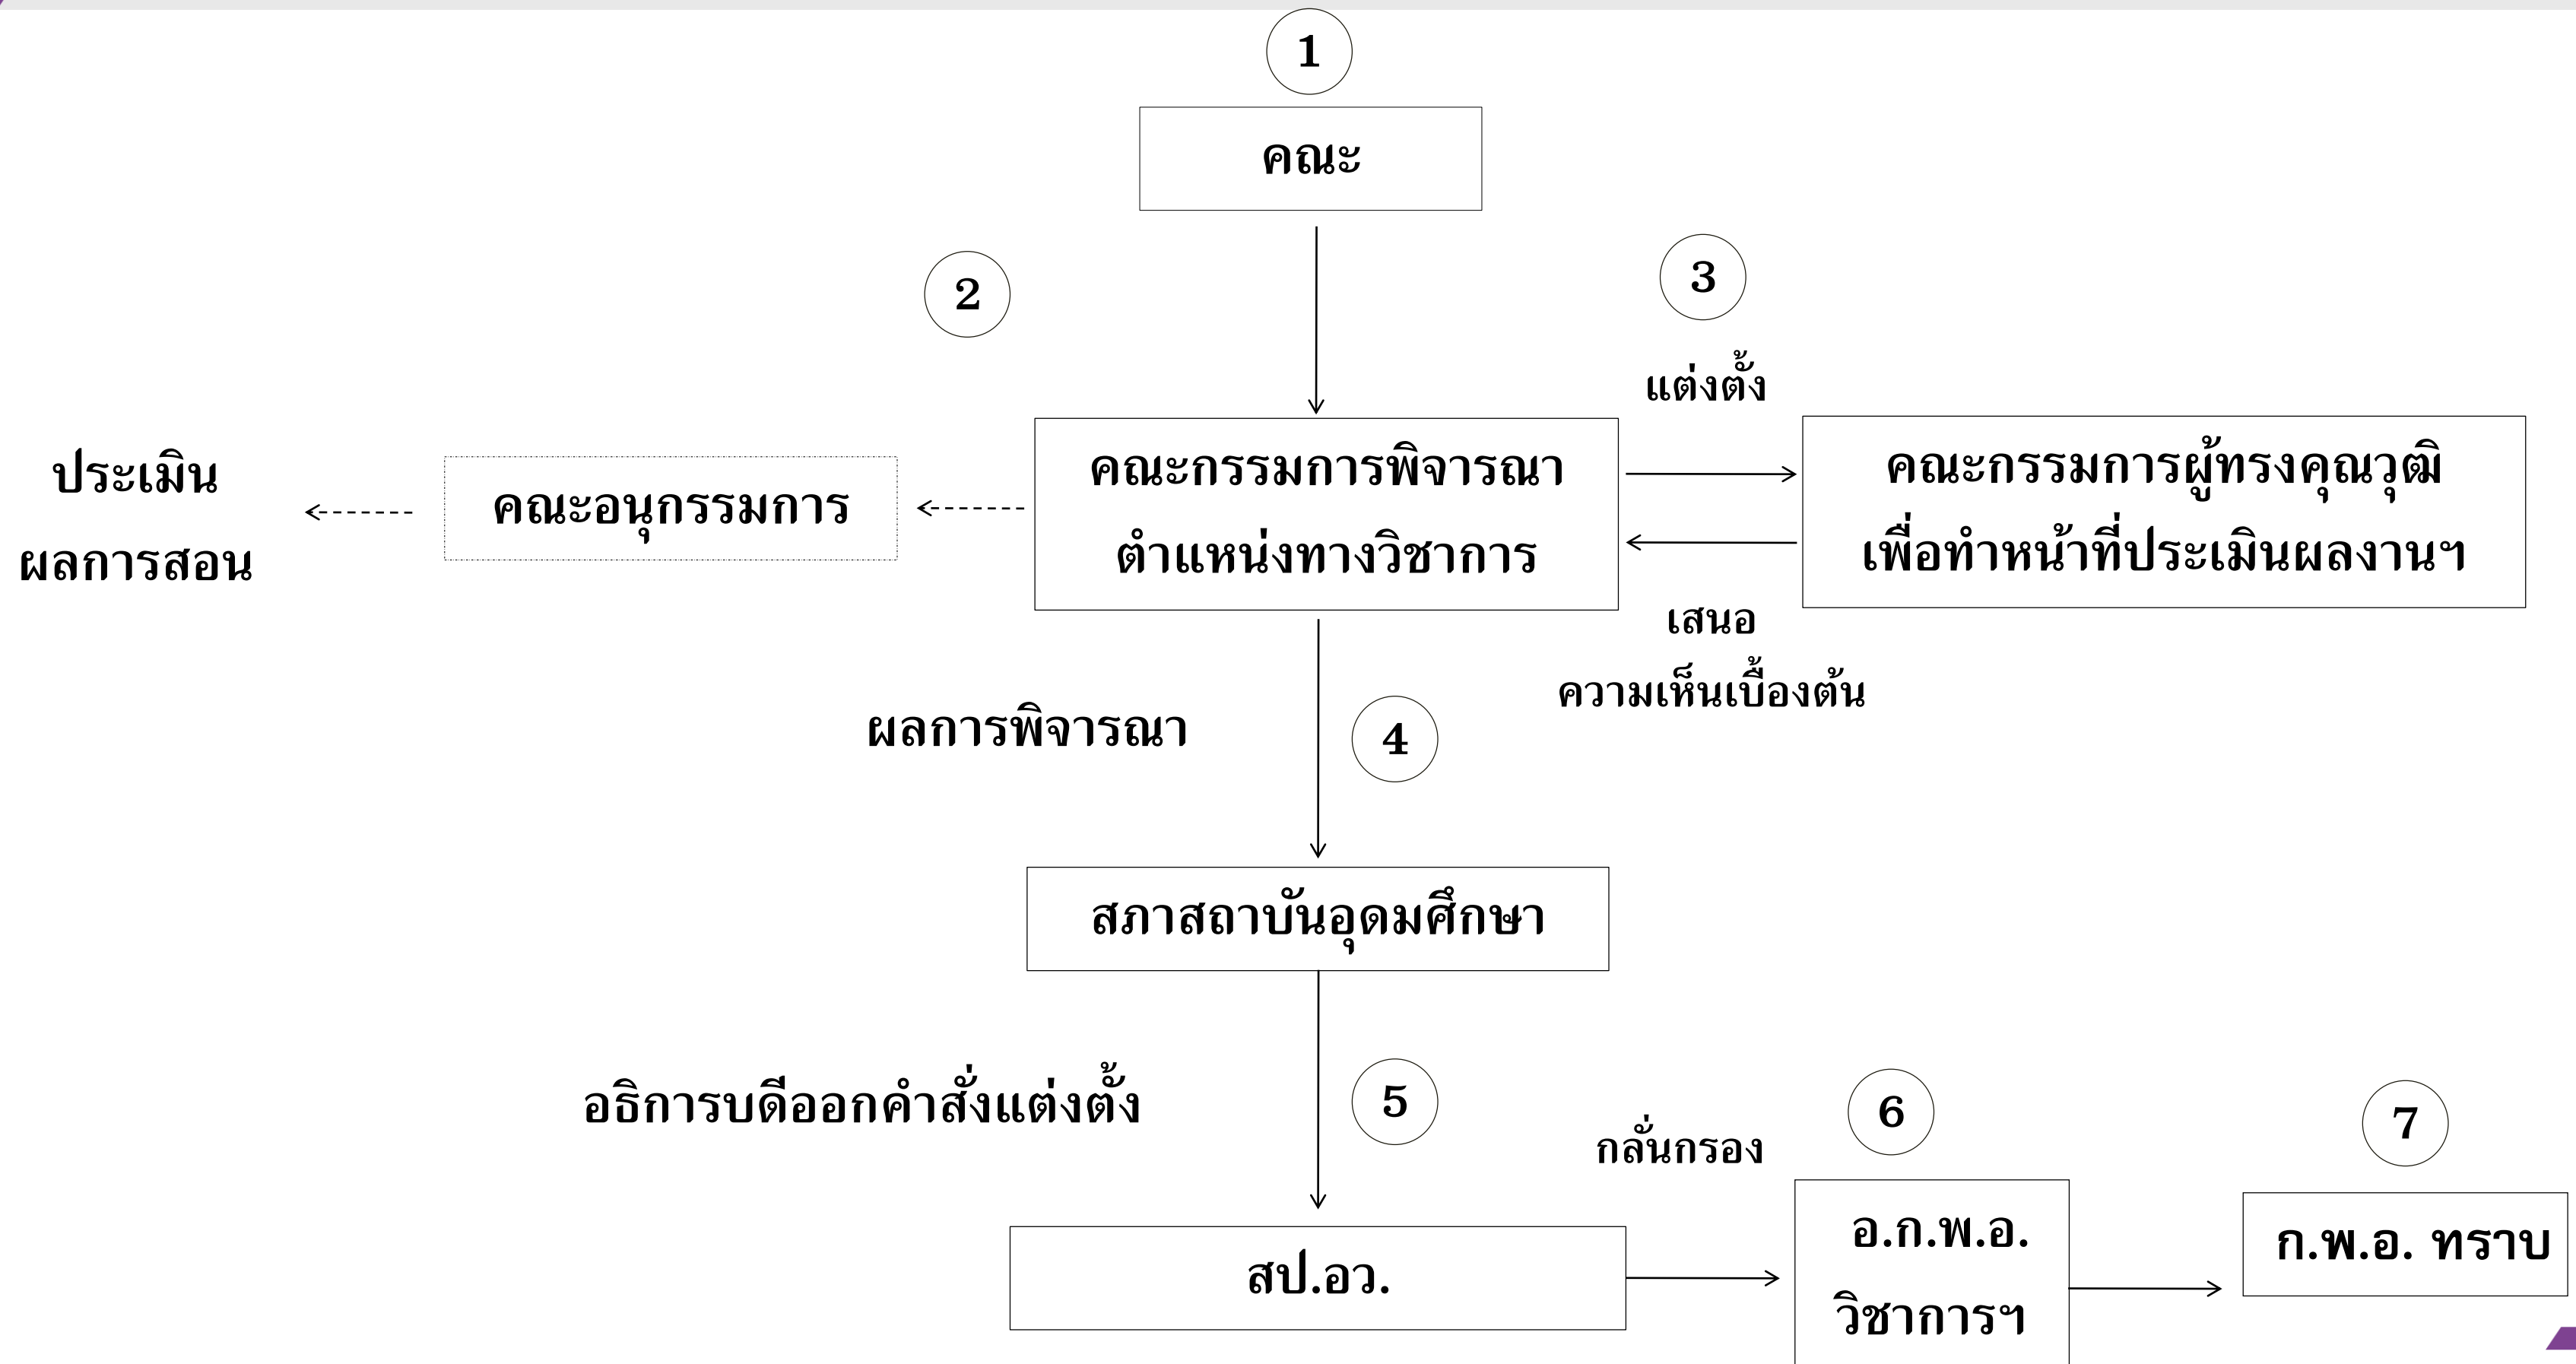 1
คณะ
2
3
แต่งตั้ง
ประเมิน
ผลการสอน
คณะอนุกรรมการ
คณะกรรมการพิจารณา
ตำแหน่งทางวิชาการ
คณะกรรมการผู้ทรงคุณวุฒิ
เพื่อทำหน้าที่ประเมินผลงานฯ
เสนอ
ความเห็นเบื้องต้น
ผลการพิจารณา
4
สภาสถาบันอุดมศึกษา
อธิการบดีออกคำสั่งแต่งตั้ง
5
กลั่นกรอง
6
7
สป.อว.
อ.ก.พ.อ.
วิชาการฯ
ก.พ.อ. ทราบ